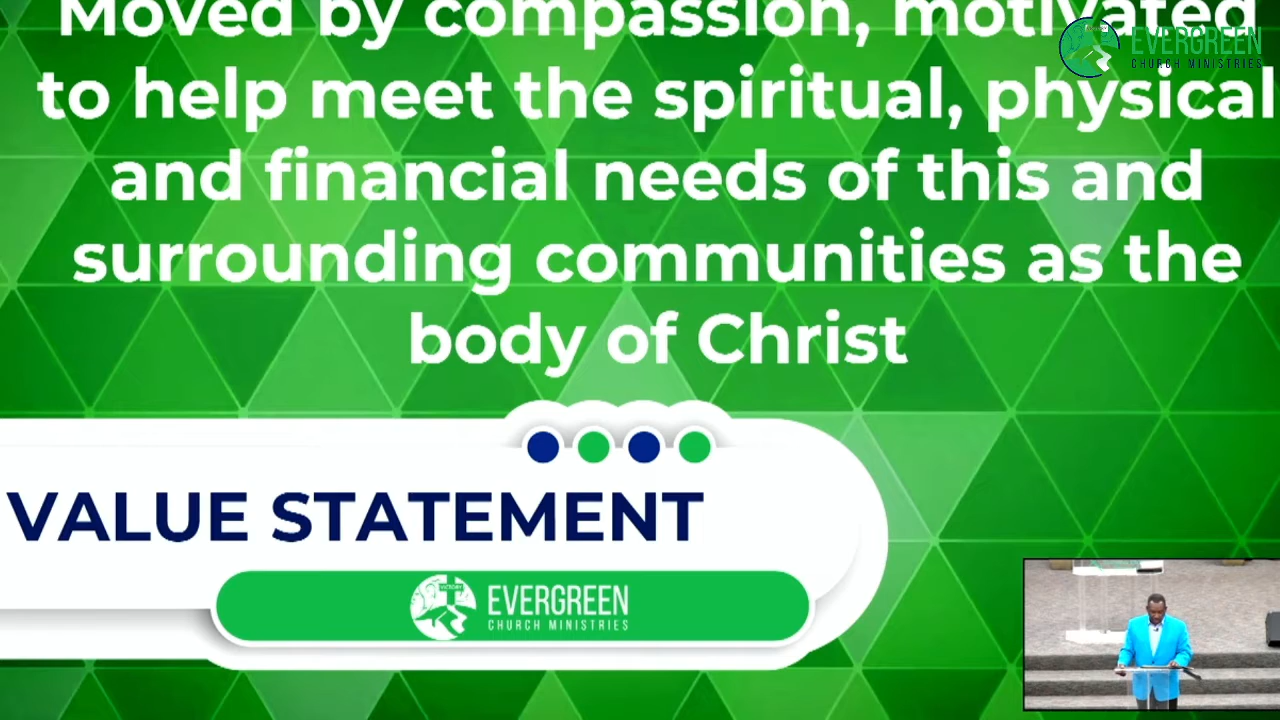 Moved by compassion, motivated
to help meet the spiritual, physical
and financial needs of this and
surrounding communities as the
body of Christ
EVERGREEN
CHURCH MINISTRIES
VALUE STATEMENT
EVERGREEN
CHURCH MINISTRIES